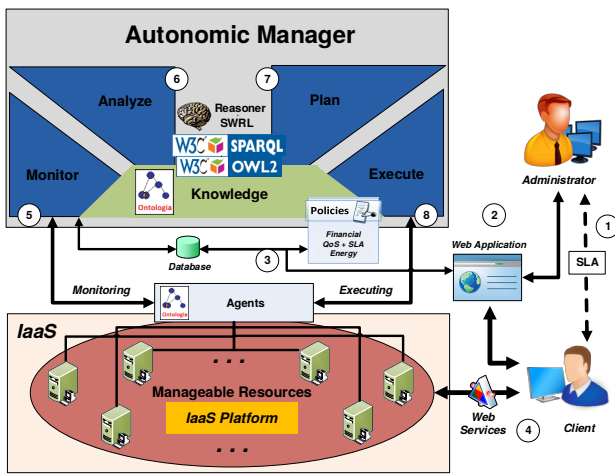 Autonomic Manager
6
7
Analyze
Plan
Reasoner
SWRL
W3C SPARQL
W3C OWL2
Monitor
Execute
Knowledge
Ontologia
5
8
Policies
Financial
QoS + SLA
Energy
Database
3
Administrator
2
1
Web Application
SLA
Monitoring
Executing
Ontologia
Agents
IaaS
. . .
Manageable Resources
IaaS Platform
. . .
Web
Services
4
Client